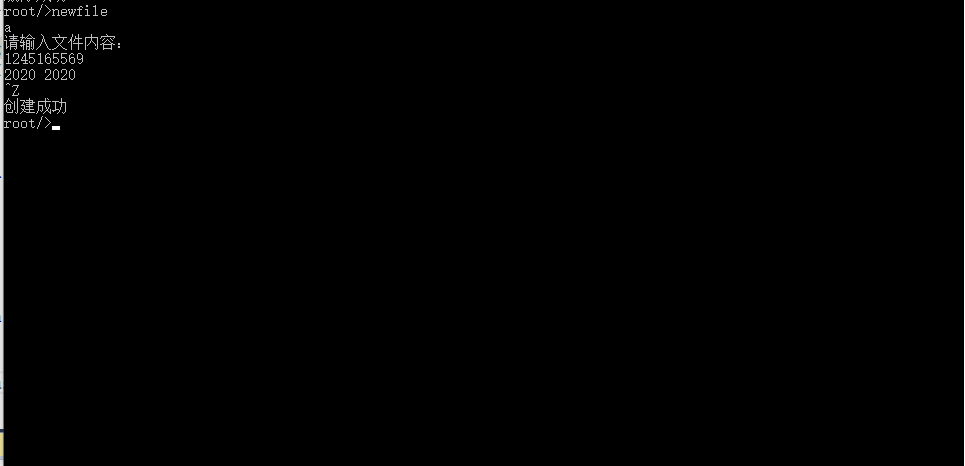 root/>newfile
a
请输入文件内容：
1245165569
2020 2020
^Z
创建成功
root/>